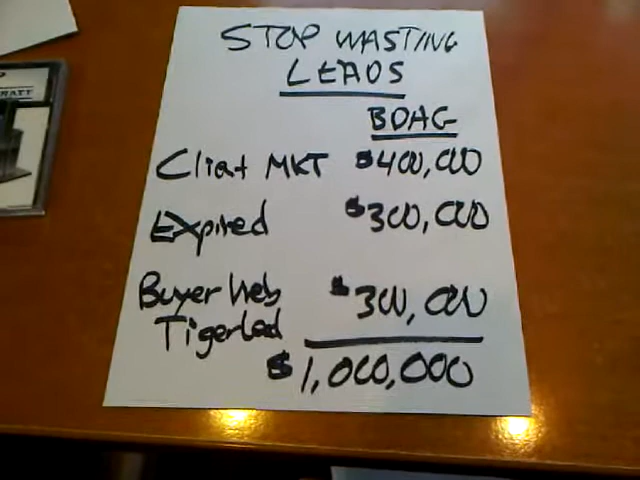 STOP WASTING
LEADS
BDAG
Client MKT $400,000
Expired $300,000
Buyer Web $300,000
Tigerlead
$1,000,000
RATT